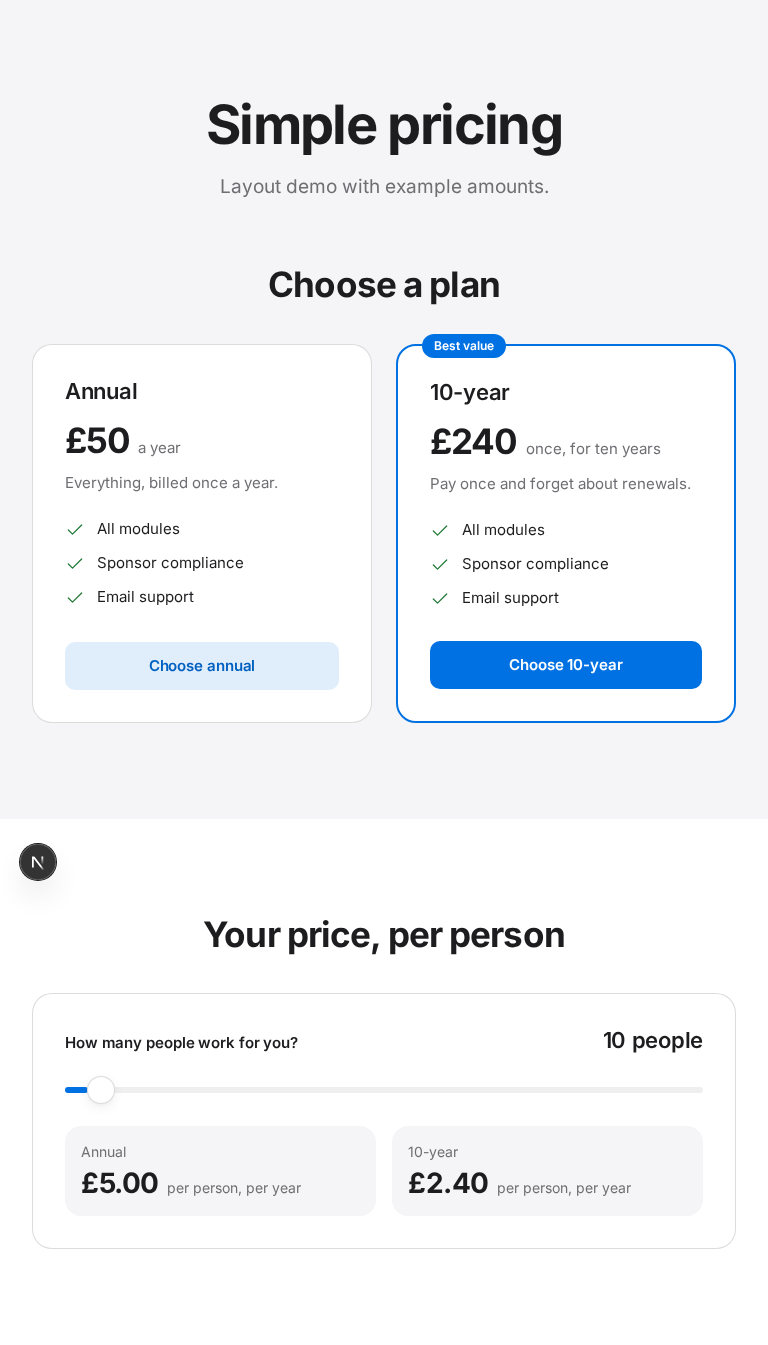 Simple pricing
Layout demo with example amounts.
Choose a plan
Annual
£50 a year
Everything, billed once a year.
All modules
Sponsor compliance
Email support
Choose annual
Best value
10-year
£240 once, for ten years
Pay once and forget about renewals.
All modules
Sponsor compliance
Email support
Choose 10-year
N
Your price, per person
How many people work for you?
10 people
Annual
£5.00 per person, per year
10-year
£2.40 per person, per year